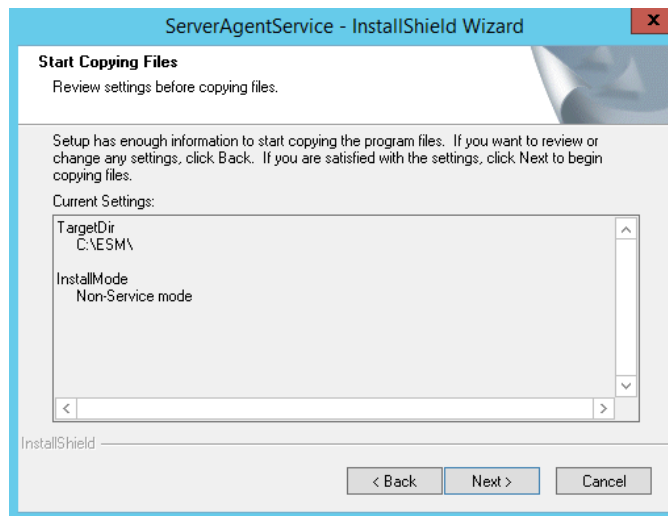 ServerAgentService - InstallShield Wizard
x
Start Copying Files
Review settings before copying files.
Setup has enough information to start copying the program files. If you want to review or
change any settings, click Back. If you are satisfied with the settings, click Next to begin
copying files.
Current Settings:
TargetDir
C:\ESM\
InstallMode
Non-Service mode
InstallShield
< Back Next > Cancel